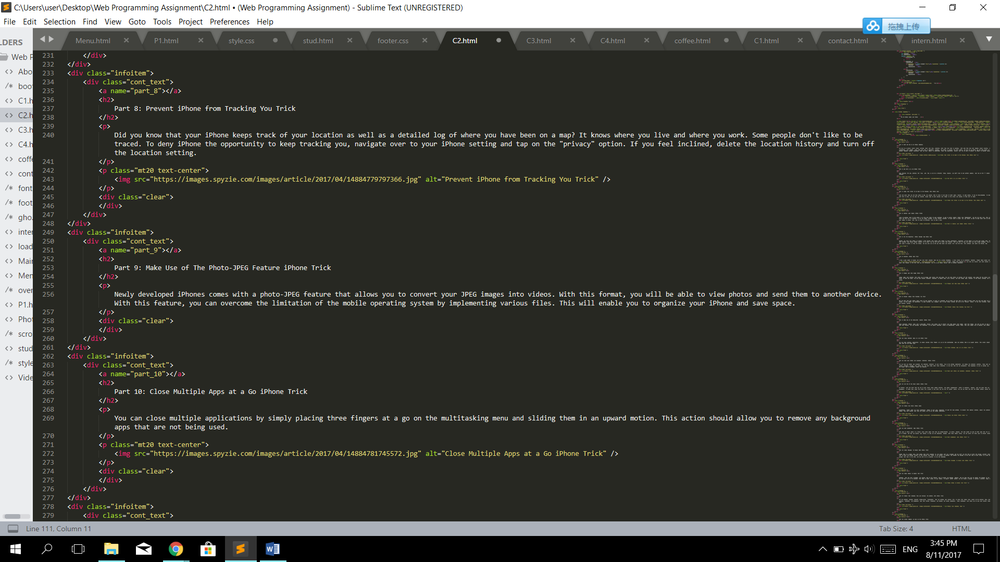 C:\Users\user\Desktop\Web Programming Assignment\C2.html • (Web Programming Assignment) - Sublime Text (UNREGISTERED)
File Edit Selection Find View Goto Tools Project Preferences Help
拖拽上传
LDERS
Menu.html P1.html style.css stud.html footer.css C2.html C3.html C4.html coffee.html C1.html contact.html intern.html
Web P
<> Abo
/* boot
<> C1.h
<> C2.h
<> C3.h
<> C4.h
<> coffe
<> cont
/* font
/* foot
/* gho
<> inter
<> load
<> Mair
<> Men
/* over
<> P1.h
<> Phot
/* scro
<> stud
/* style
<> Vide
231 </div>
232 </div>
233 <div class="infoitem">
234 <div class="cont_text">
235 <a name="part_8"></a>
236 <h2>
237 Part 8: Prevent iPhone from Tracking You Trick
238 </h2>
239 <p>
240 Did you know that your iPhone keeps track of your location as well as a detailed log of where you have been on a map? It knows where you live and where you work. Some people don't like to be
traced. To deny iPhone the opportunity to keep tracking you, navigate over to your iPhone setting and tap on the "privacy" option. If you feel inclined, delete the location history and turn off
the location setting.
241 </p>
242 <p class="mt20 text-center">
243 <img src="https://images.spyzie.com/images/article/2017/04/14884779797366.jpg" alt="Prevent iPhone from Tracking You Trick" />
244 </p>
245 <div class="clear">
246 </div>
247 </div>
248 </div>
249 <div class="infoitem">
250 <div class="cont_text">
251 <a name="part_9"></a>
252 <h2>
253 Part 9: Make Use of The Photo-JPEG Feature iPhone Trick
254 </h2>
255 <p>
256 Newly developed iPhones comes with a photo-JPEG feature that allows you to convert your JPEG images into videos. With this format, you will be able to view photos and send them to another device.
With this feature, you can overcome the limitation of the mobile operating system by implementing various files. This will enable you to organize your iPhone and save space.
257 </p>
258 <div class="clear">
259 </div>
260 </div>
261 </div>
262 <div class="infoitem">
263 <div class="cont_text">
264 <a name="part_10"></a>
265 <h2>
266 Part 10: Close Multiple Apps at a Go iPhone Trick
267 </h2>
268 <p>
269 You can close multiple applications by simply placing three fingers at a go on the multitasking menu and sliding them in an upward motion. This action should allow you to remove any background
apps that are not being used.
270 </p>
271 <p class="mt20 text-center">
272 <img src="https://images.spyzie.com/images/article/2017/04/14884781745572.jpg" alt="Close Multiple Apps at a Go iPhone Trick" />
273 </p>
274 <div class="clear">
275 </div>
276 </div>
277 </div>
278 <div class="infoitem">
279 <div class="cont_text">
Line 111, Column 11 Tab Size: 4 HTML
ENG
3:45 PM
8/11/2017